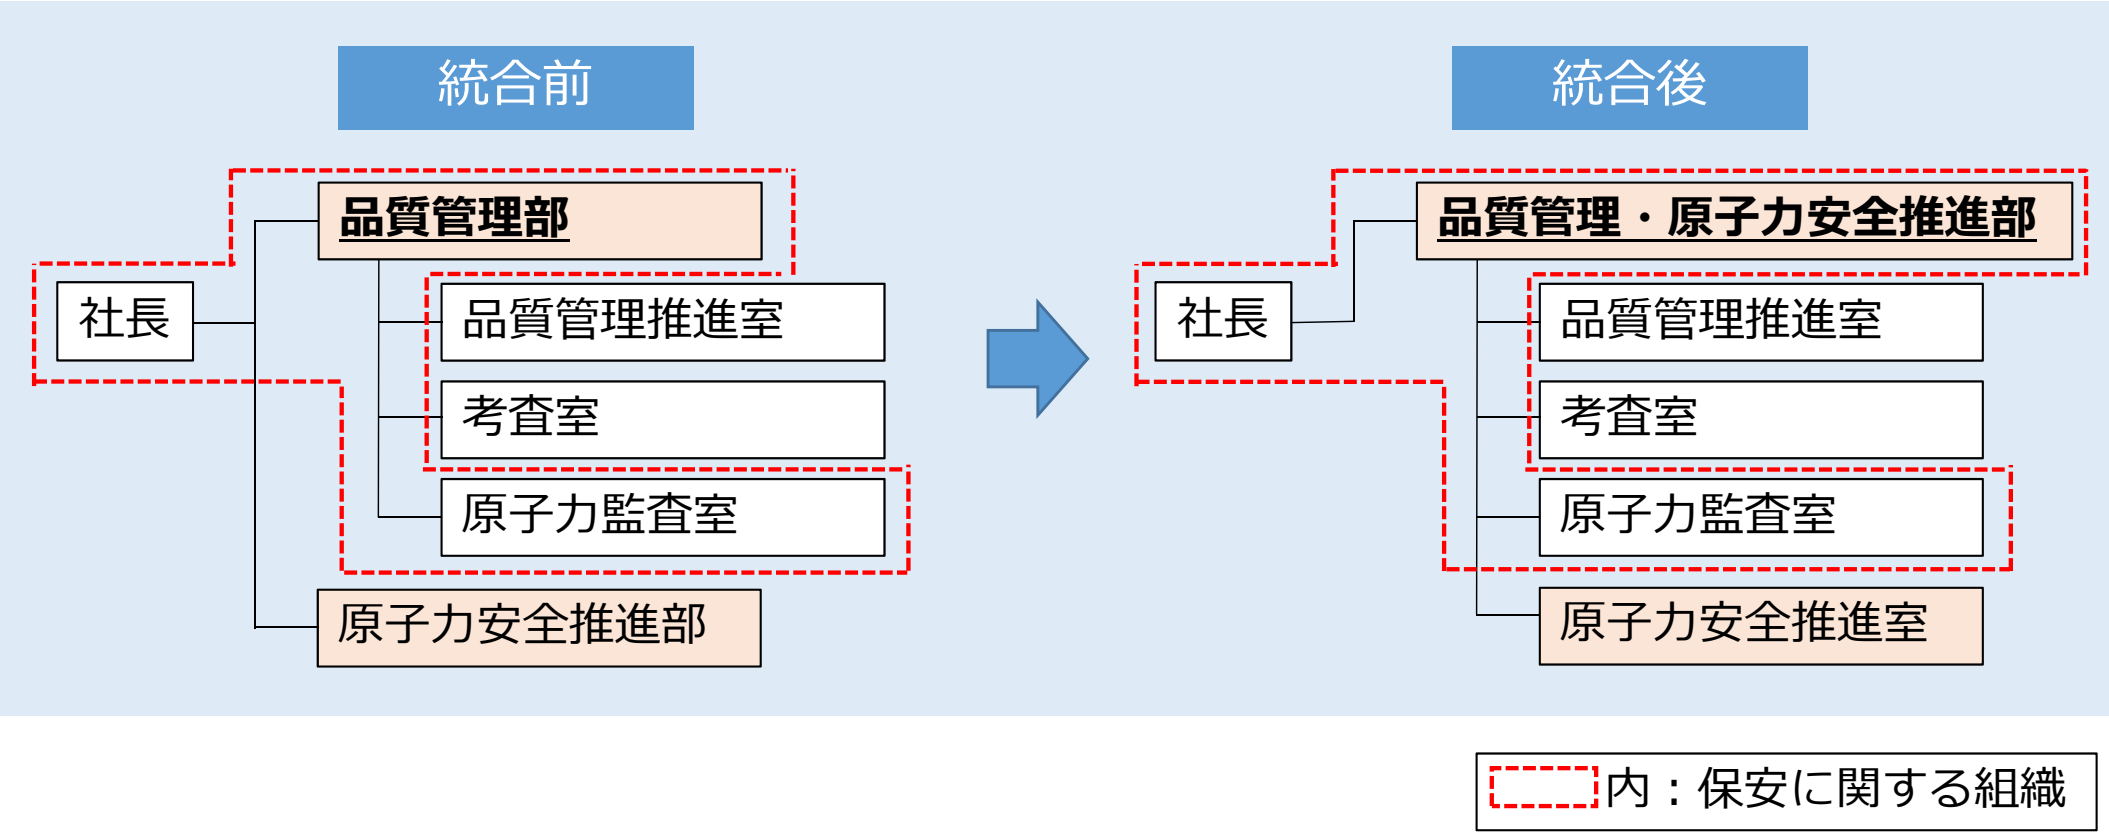 統合前
品質管理部
社長
品質管理推進室
考査室
原子力監査室
原子力安全推進部
統合後
品質管理・原子力安全推進部
社長
品質管理推進室
考査室
原子力監査室
原子力安全推進室
内：保安に関する組織